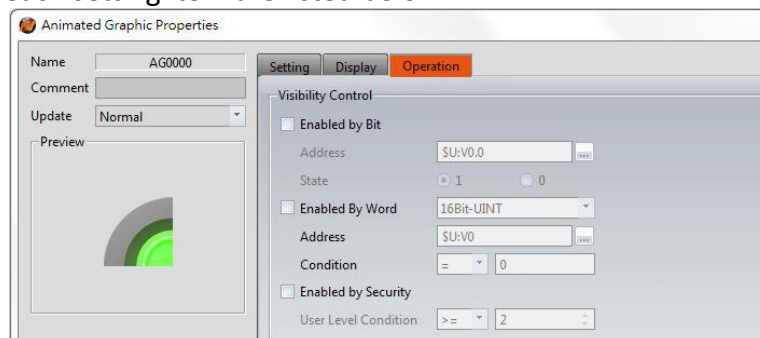 Animated Graphic Properties
Name AG0000
Comment
Update Normal
Preview
Setting Display Operation
Visibility Control
Enabled by Bit
Address $U:V0.0 ...
State 1 0
Enabled By Word 16Bit-UINT
Address $U:V0 ...
Condition = 0
Enabled by Security
User Level Condition >= 2